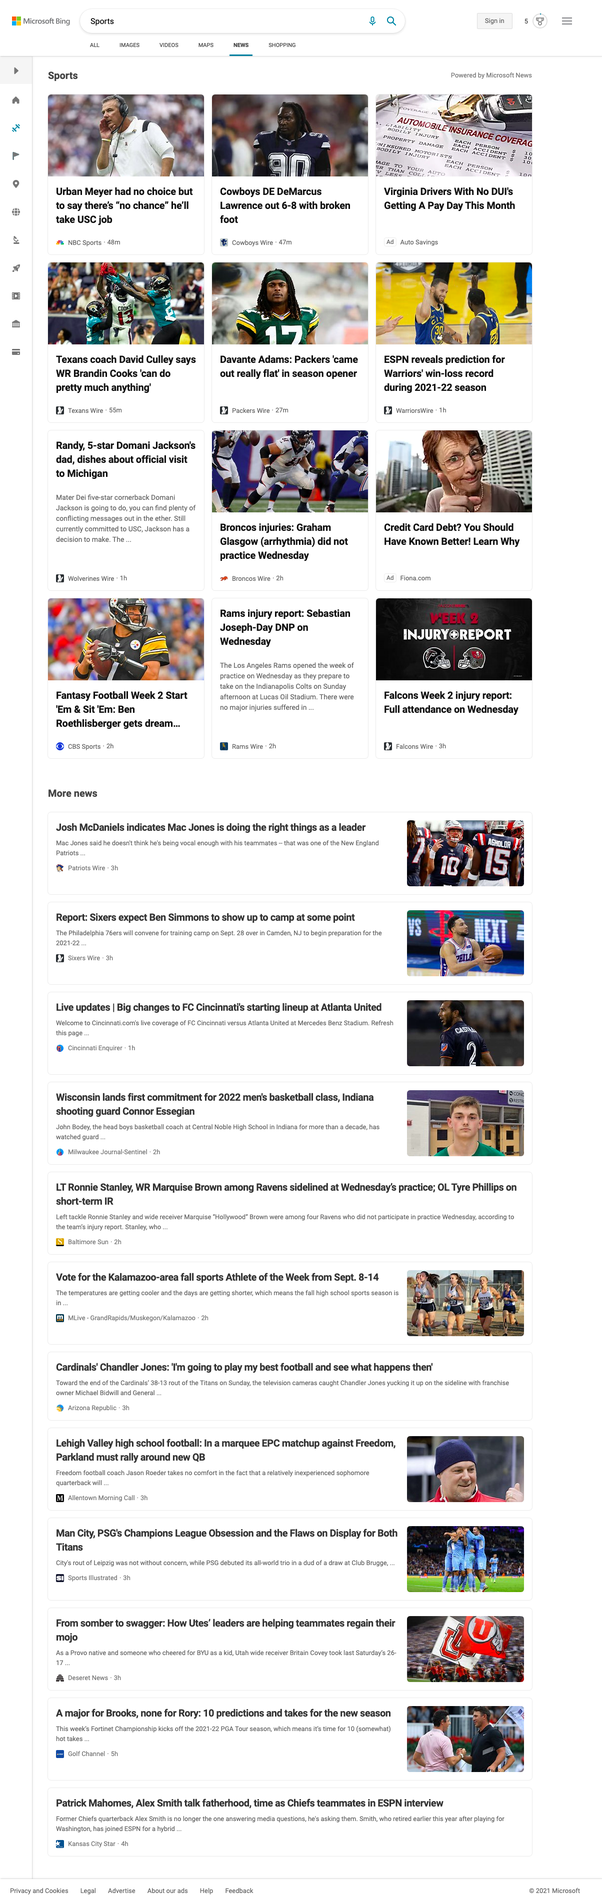 Microsoft Bing
Sports
Sign in
5
ALL IMAGES VIDEOS MAPS NEWS SHOPPING
Sports
Powered by Microsoft News
Urban Meyer had no choice but
to say there's "no chance" he'll
take USC job
NBC Sports · 48m
90
Cowboys DE DeMarcus
Lawrence out 6-8 with broken
foot
Cowboys Wire · 47m
AUTOMOBILE INSURANCE COVERAG
BODILY INJURY
EACH PERSON
EACH ACCIDENT
Virginia Drivers With No DUI's
Getting A Pay Day This Month
Ad Auto Savings
Texans coach David Culley says
WR Brandin Cooks 'can do
pretty much anything'
Texans Wire · 55m
17
Davante Adams: Packers 'came
out really flat' in season opener
Packers Wire · 27m
30
ESPN reveals prediction for
Warriors' win-loss record
during 2021-22 season
WarriorsWire · 1h
Randy, 5-star Domani Jackson's
dad, dishes about official visit
to Michigan
Mater Dei five-star cornerback Domani
Jackson is going to do, you can find plenty of
conflicting messages out in the ether. Still
currently committed to USC, Jackson has a
decision to make. The ...
Wolverines Wire · 1h
Broncos injuries: Graham
Glasgow (arrhythmia) did not
practice Wednesday
Broncos Wire · 2h
Credit Card Debt? You Should
Have Known Better! Learn Why
Ad Fiona.com
Fantasy Football Week 2 Start
'Em & Sit 'Em: Ben
Roethlisberger gets dream...
CBS Sports · 2h
Rams injury report: Sebastian
Joseph-Day DNP on
Wednesday
The Los Angeles Rams opened the week of
practice on Wednesday as they prepare to
take on the Indianapolis Colts on Sunday
afternoon at Lucas Oil Stadium. There were
no major injuries suffered in ...
Rams Wire · 2h
WEEK 2
INJURY REPORT
Falcons Week 2 injury report:
Full attendance on Wednesday
Falcons Wire · 3h
More news
Josh McDaniels indicates Mac Jones is doing the right things as a leader
Mac Jones said he doesn't think he's being vocal enough with his teammates – that was one of the New England
Patriots ...
Patriots Wire · 3h
10
AGHOLOR
15
Report: Sixers expect Ben Simmons to show up to camp at some point
The Philadelphia 76ers will convene for training camp on Sept. 28 over in Camden, NJ to begin preparation for the
2021-22 ...
Sixers Wire · 3h
VS NEXT
Live updates | Big changes to FC Cincinnati's starting lineup at Atlanta United
Welcome to Cincinnati.com's live coverage of FC Cincinnati versus Atlanta United at Mercedes Benz Stadium. Refresh
this page ...
Cincinnati Enquirer · 1h
2
Wisconsin lands first commitment for 2022 men's basketball class, Indiana
shooting guard Connor Essegian
John Bodey, the head boys basketball coach at Central Noble High School in Indiana for more than a decade, has
watched guard ...
Milwaukee Journal-Sentinel · 2h
LT Ronnie Stanley, WR Marquise Brown among Ravens sidelined at Wednesday's practice; OL Tyre Phillips on
short-term IR
Left tackle Ronnie Stanley and wide receiver Marquise "Hollywood" Brown were among four Ravens who did not participate in practice Wednesday, according to
the team's injury report. Stanley, who ...
Baltimore Sun · 2h
Vote for the Kalamazoo-area fall sports Athlete of the Week from Sept. 8-14
The temperatures are getting cooler and the days are getting shorter, which means the fall high school sports season is
in ...
MLive - GrandRapids/Muskegon/Kalamazoo · 2h
Cardinals' Chandler Jones: 'I'm going to play my best football and see what happens then'
Toward the end of the Cardinals' 38-13 rout of the Titans on Sunday, the television cameras caught Chandler Jones yucking it up on the sideline with franchise
owner Michael Bidwill and General ...
Arizona Republic · 3h
Lehigh Valley high school football: In a marquee EPC matchup against Freedom,
Parkland must rally around new QB
Freedom football coach Jason Roeder takes no comfort in the fact that a relatively inexperienced sophomore
quarterback will ...
Allentown Morning Call · 3h
Man City, PSG's Champions League Obsession and the Flaws on Display for Both
Titans
City's rout of Leipzig was not without concern, while PSG debuted its all-world trio in a dud of a draw at Club Brugge, ...
Sports Illustrated · 3h
From somber to swagger: How Utes' leaders are helping teammates regain their
mojo
As a Provo native and someone who cheered for BYU as a kid, Utah wide receiver Britain Covey took last Saturday's 26-
17 ...
Deseret News · 3h
A major for Brooks, none for Rory: 10 predictions and takes for the new season
This week's Fortinet Championship kicks off the 2021-22 PGA Tour season, which means it's time for 10 (somewhat)
hot takes ...
Golf Channel · 5h
Patrick Mahomes, Alex Smith talk fatherhood, time as Chiefs teammates in ESPN interview
Former Chiefs quarterback Alex Smith is no longer the one answering media questions, he's asking them. Smith, who retired earlier this year after playing for
Washington, has joined ESPN for a hybrid ...
Kansas City Star · 4h
Privacy and Cookies Legal Advertise About our ads Help Feedback
© 2021 Microsoft